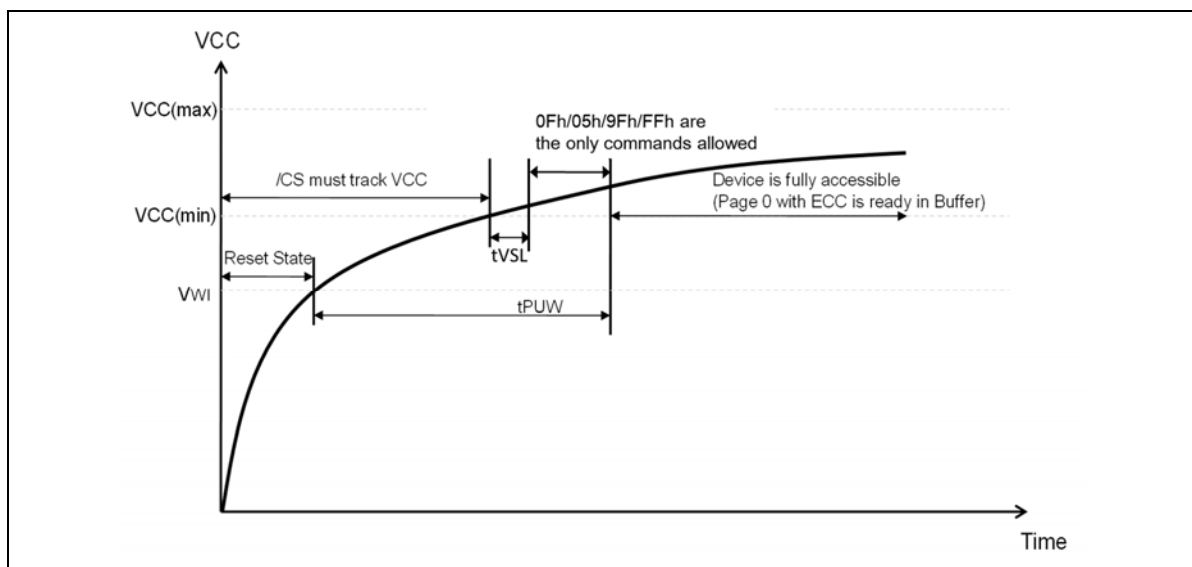 VCC
VCC(max)
0Fh/05h/9Fh/FFh are
the only commands allowed
/CS must track VCC
Device is fully accessible
(Page 0 with ECC is ready in Buffer)
VCC(min)
tVSL
Reset State
VWI
tPUW
Time